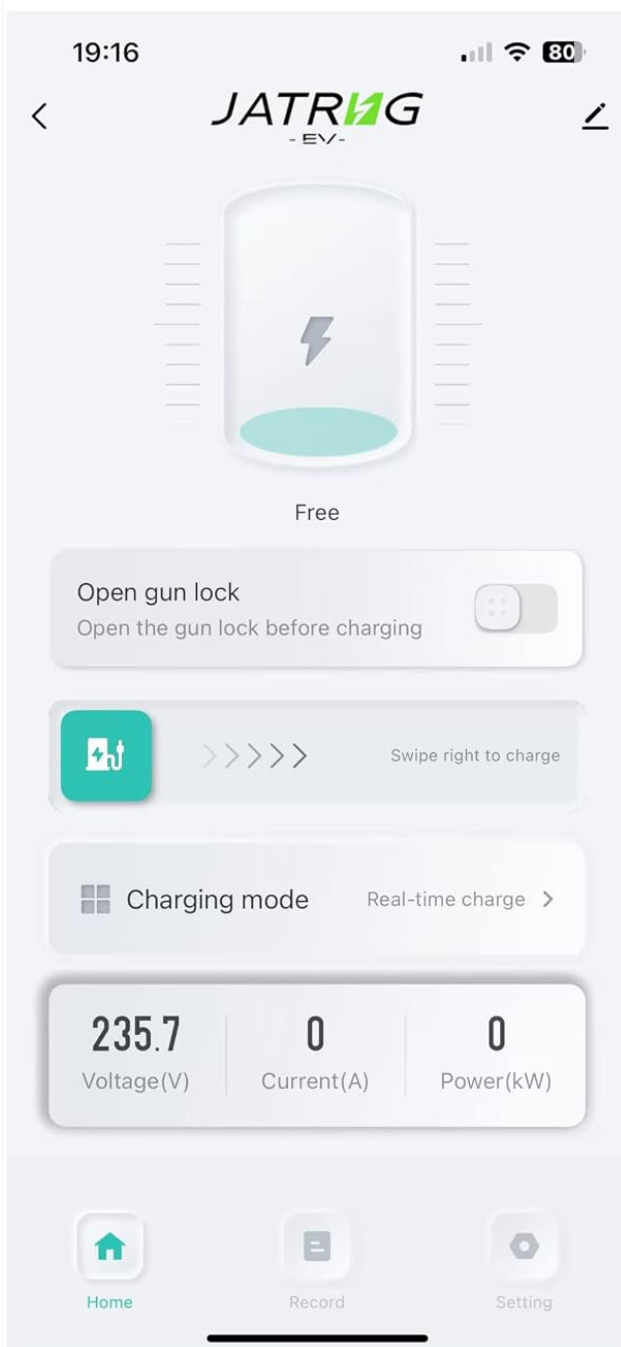 19:16
80
JATRNG
-EV-
Free
Open gun lock
Open the gun lock before charging
Swipe right to charge
Charging mode
Real-time charge
235.7
0
0
Voltage(V)
Current(A)
Power(kW)
Home
Record
Setting